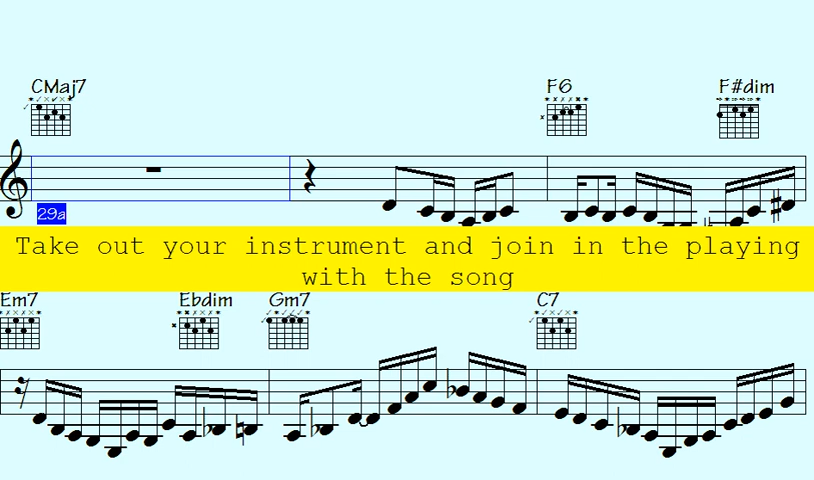 CMaj7 F6 F#dim
29a
Take out your instrument and join in the playing
with the song
Em7 Ebdim Gm7 C7